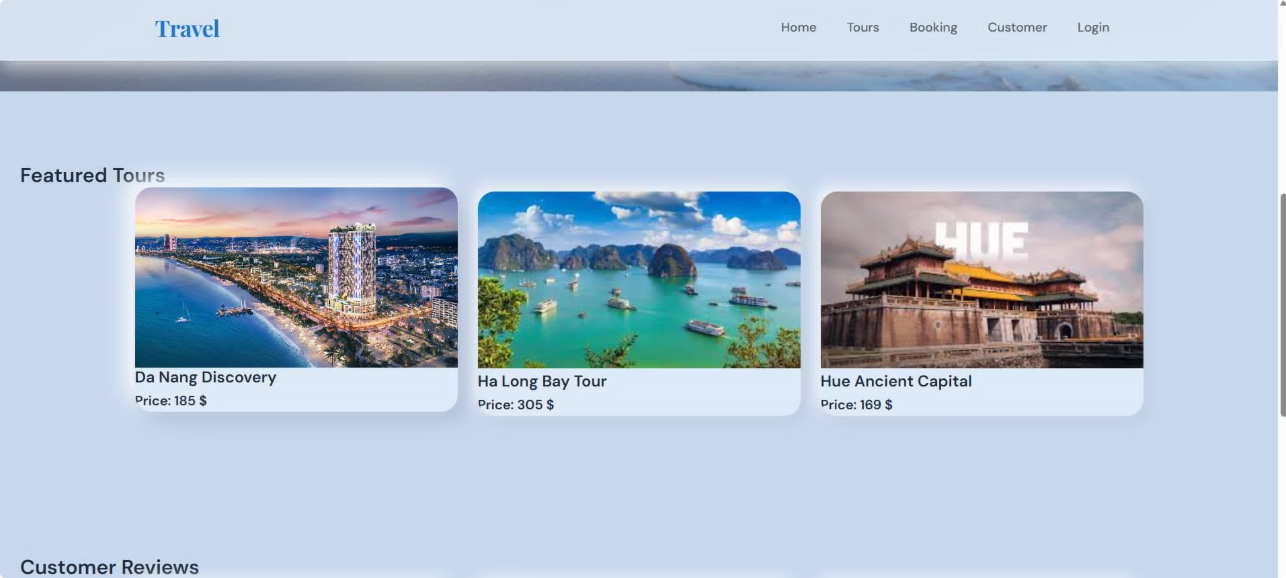 Travel
Home Tours Booking Customer Login
Featured Tours
HUE
Da Nang Discovery
Price: 185 $
Ha Long Bay Tour
Price: 305 $
Hue Ancient Capital
Price: 169 $
Customer Reviews